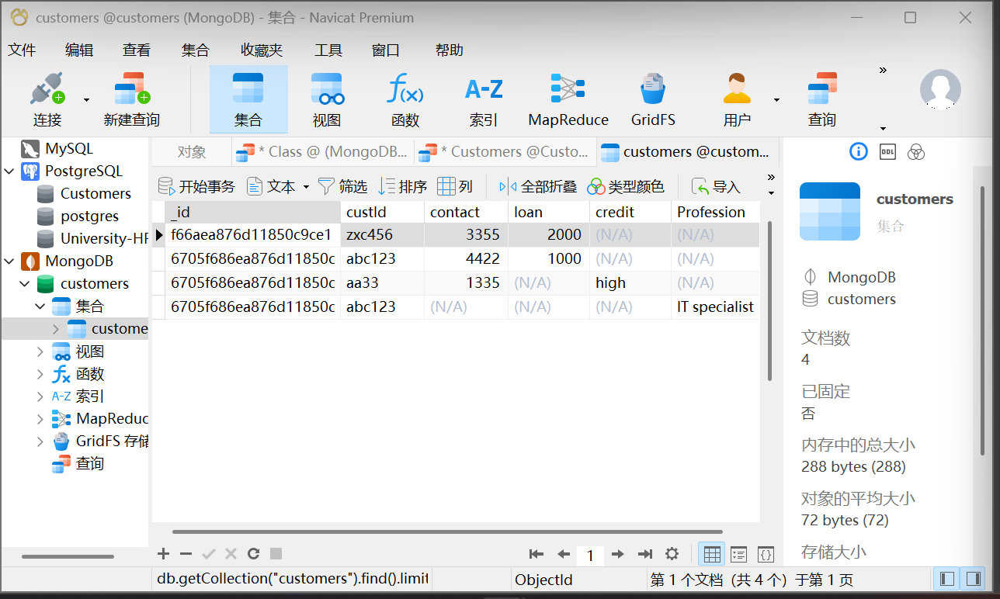 customers @customers (MongoDB) - 集合 - Navicat Premium
文件 编辑 查看 集合 收藏夹 工具 窗口 帮助
连接 新建查询 集合 视图 函数 索引 MapReduce GridFS 用户 查询
MySQL
PostgreSQL
Customers
postgres
University-HF
MongoDB
customers
集合
custome
视图
函数
索引
MapReduc
GridFS 存储
查询
对象 * Class @ (MongoDB... * Customers @Custo... customers @custom...
开始事务 文本 筛选 排序 列 全部折叠 类型颜色 导入
_id custId contact loan credit Profession
f66aea876d11850c9ce1 zxc456 3355 2000 (N/A) (N/A)
6705f686ea876d11850c abc123 4422 1000 (N/A) (N/A)
6705f686ea876d11850c aa33 1335 (N/A) high (N/A)
6705f686ea876d11850c abc123 (N/A) (N/A) (N/A) IT specialist
1
db.getCollection("customers").find().limit ObjectId 第 1 个文档 (共 4 个) 于第 1 页
DDL
customers
集合
MongoDB
customers
文档数
4
已固定
否
内存中的总大小
288 bytes (288)
对象的平均大小
72 bytes (72)
存储大小